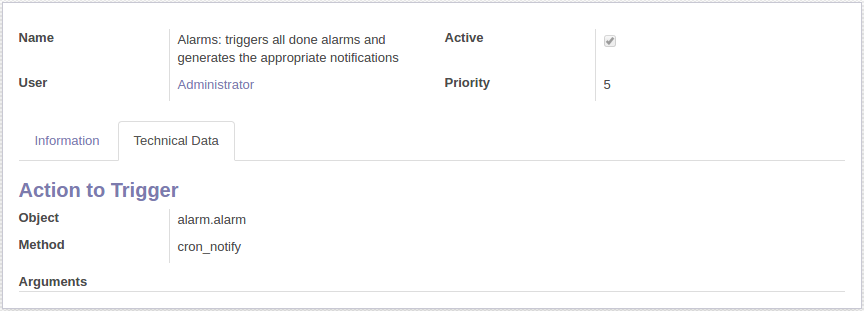 Name Alarms: triggers all done alarms and Active
generates the appropriate notifications
User Administrator Priority 5
Information Technical Data
Action to Trigger
Object alarm.alarm
Method cron_notify
Arguments